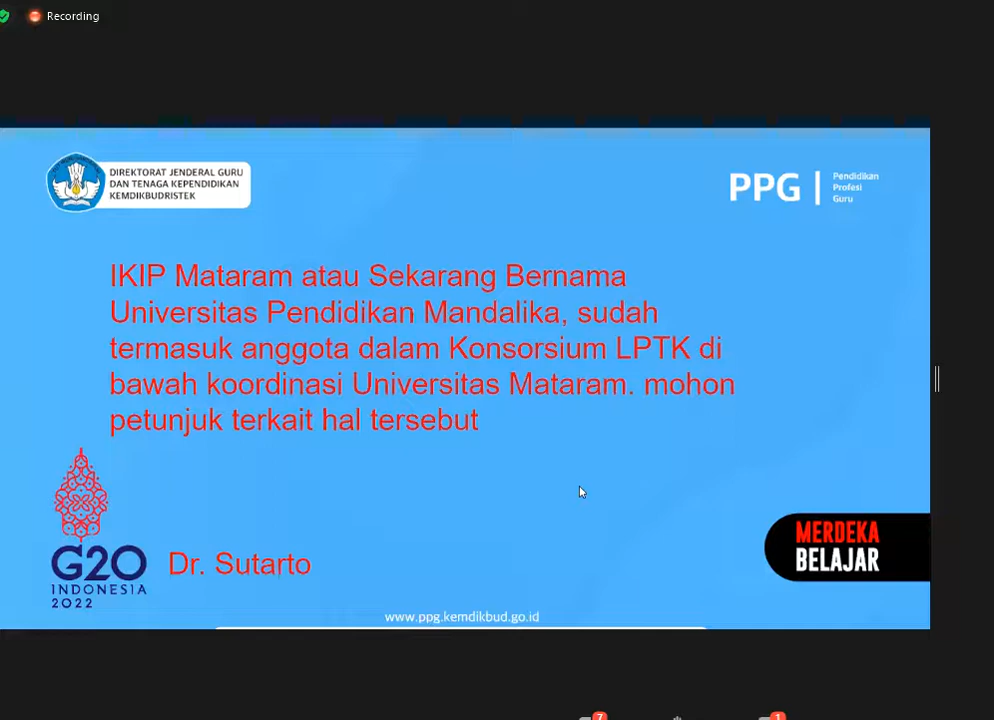 Recording
DIREKTORAT JENDERAL GURU
DAN TENAGA KEPENDIDIKAN
KEMDIKBUDRISTEK
PPG
Pendidikan
Profesi
Guru
IKIP Mataram atau Sekarang Bernama
Universitas Pendidikan Mandalika, sudah
termasuk anggota dalam Konsorsium LPTK di
bawah koordinasi Universitas Mataram. mohon
petunjuk terkait hal tersebut
G20
INDONESIA
2022
Dr. Sutarto
MERDEKA
BELAJAR
www.ppg.kemdikbud.go.id
7
1